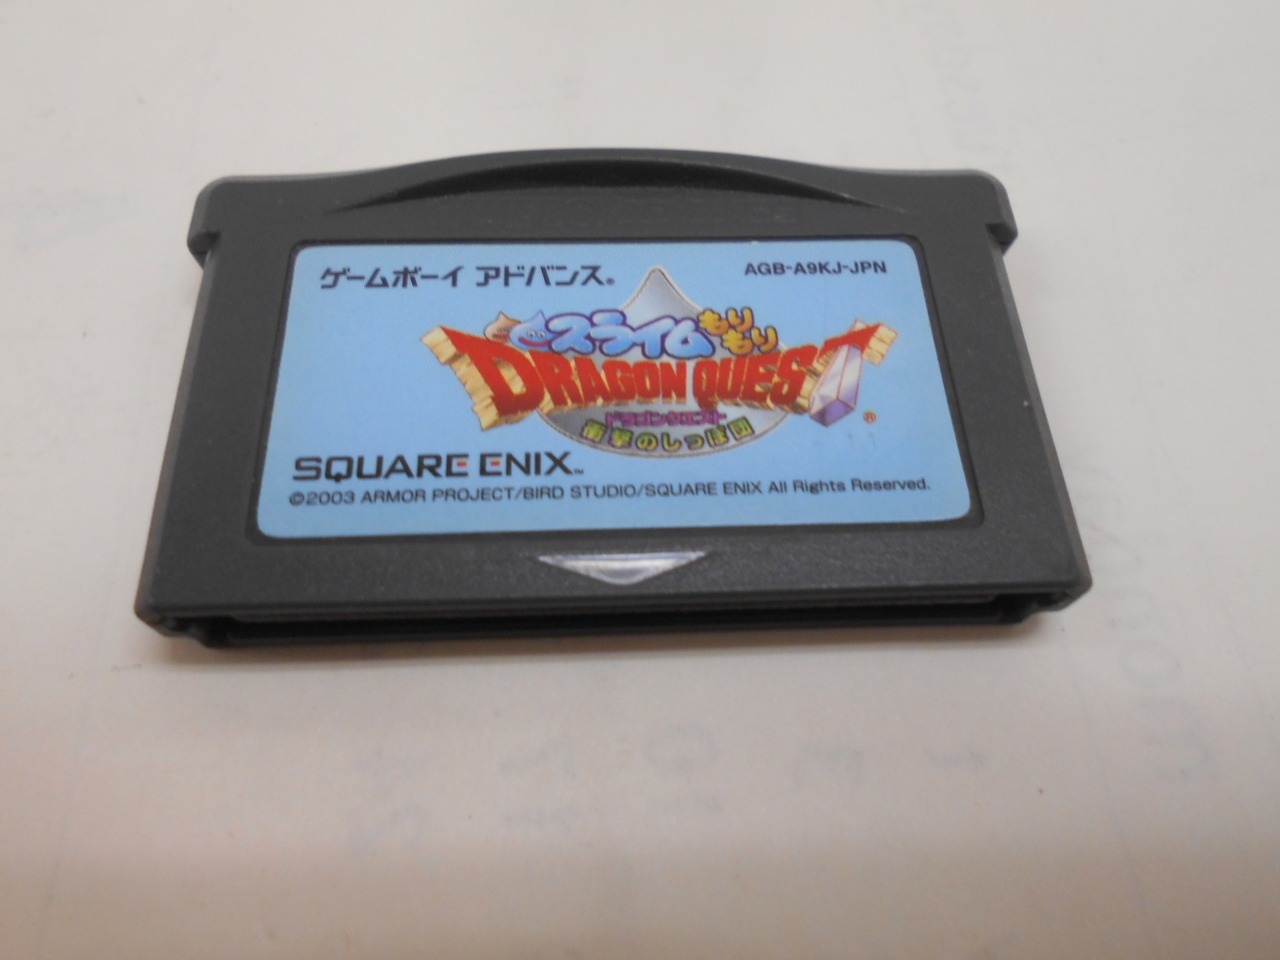 ゲームボーイ アドバンス®
AGB-A9KJ-JPN
スライムもりもり
DRAGON QUEST®
ドラゴンクエスト
衝撃のしっぽ団
SQUARE ENIX™
©2003 ARMOR PROJECT/BIRD STUDIO/SQUARE ENIX All Rights Reserved.